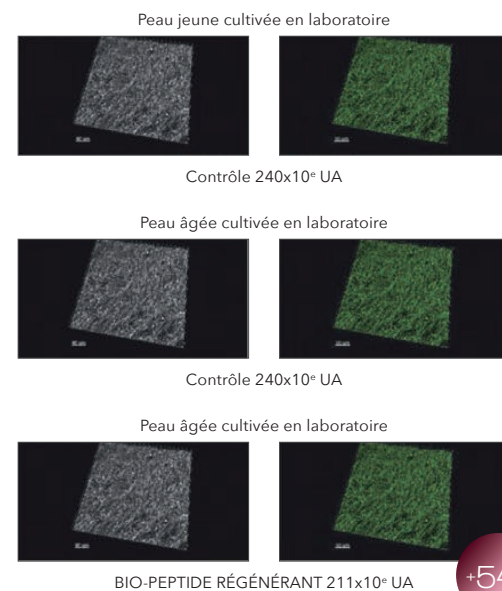 Peau jeune cultivée en laboratoire
Contrôle 240x10ᵉ UA
Peau âgée cultivée en laboratoire
Contrôle 240x10ᵉ UA
Peau âgée cultivée en laboratoire
BIO-PEPTIDE RÉGÉNÉRANT 211x10ᵉ UA
+54